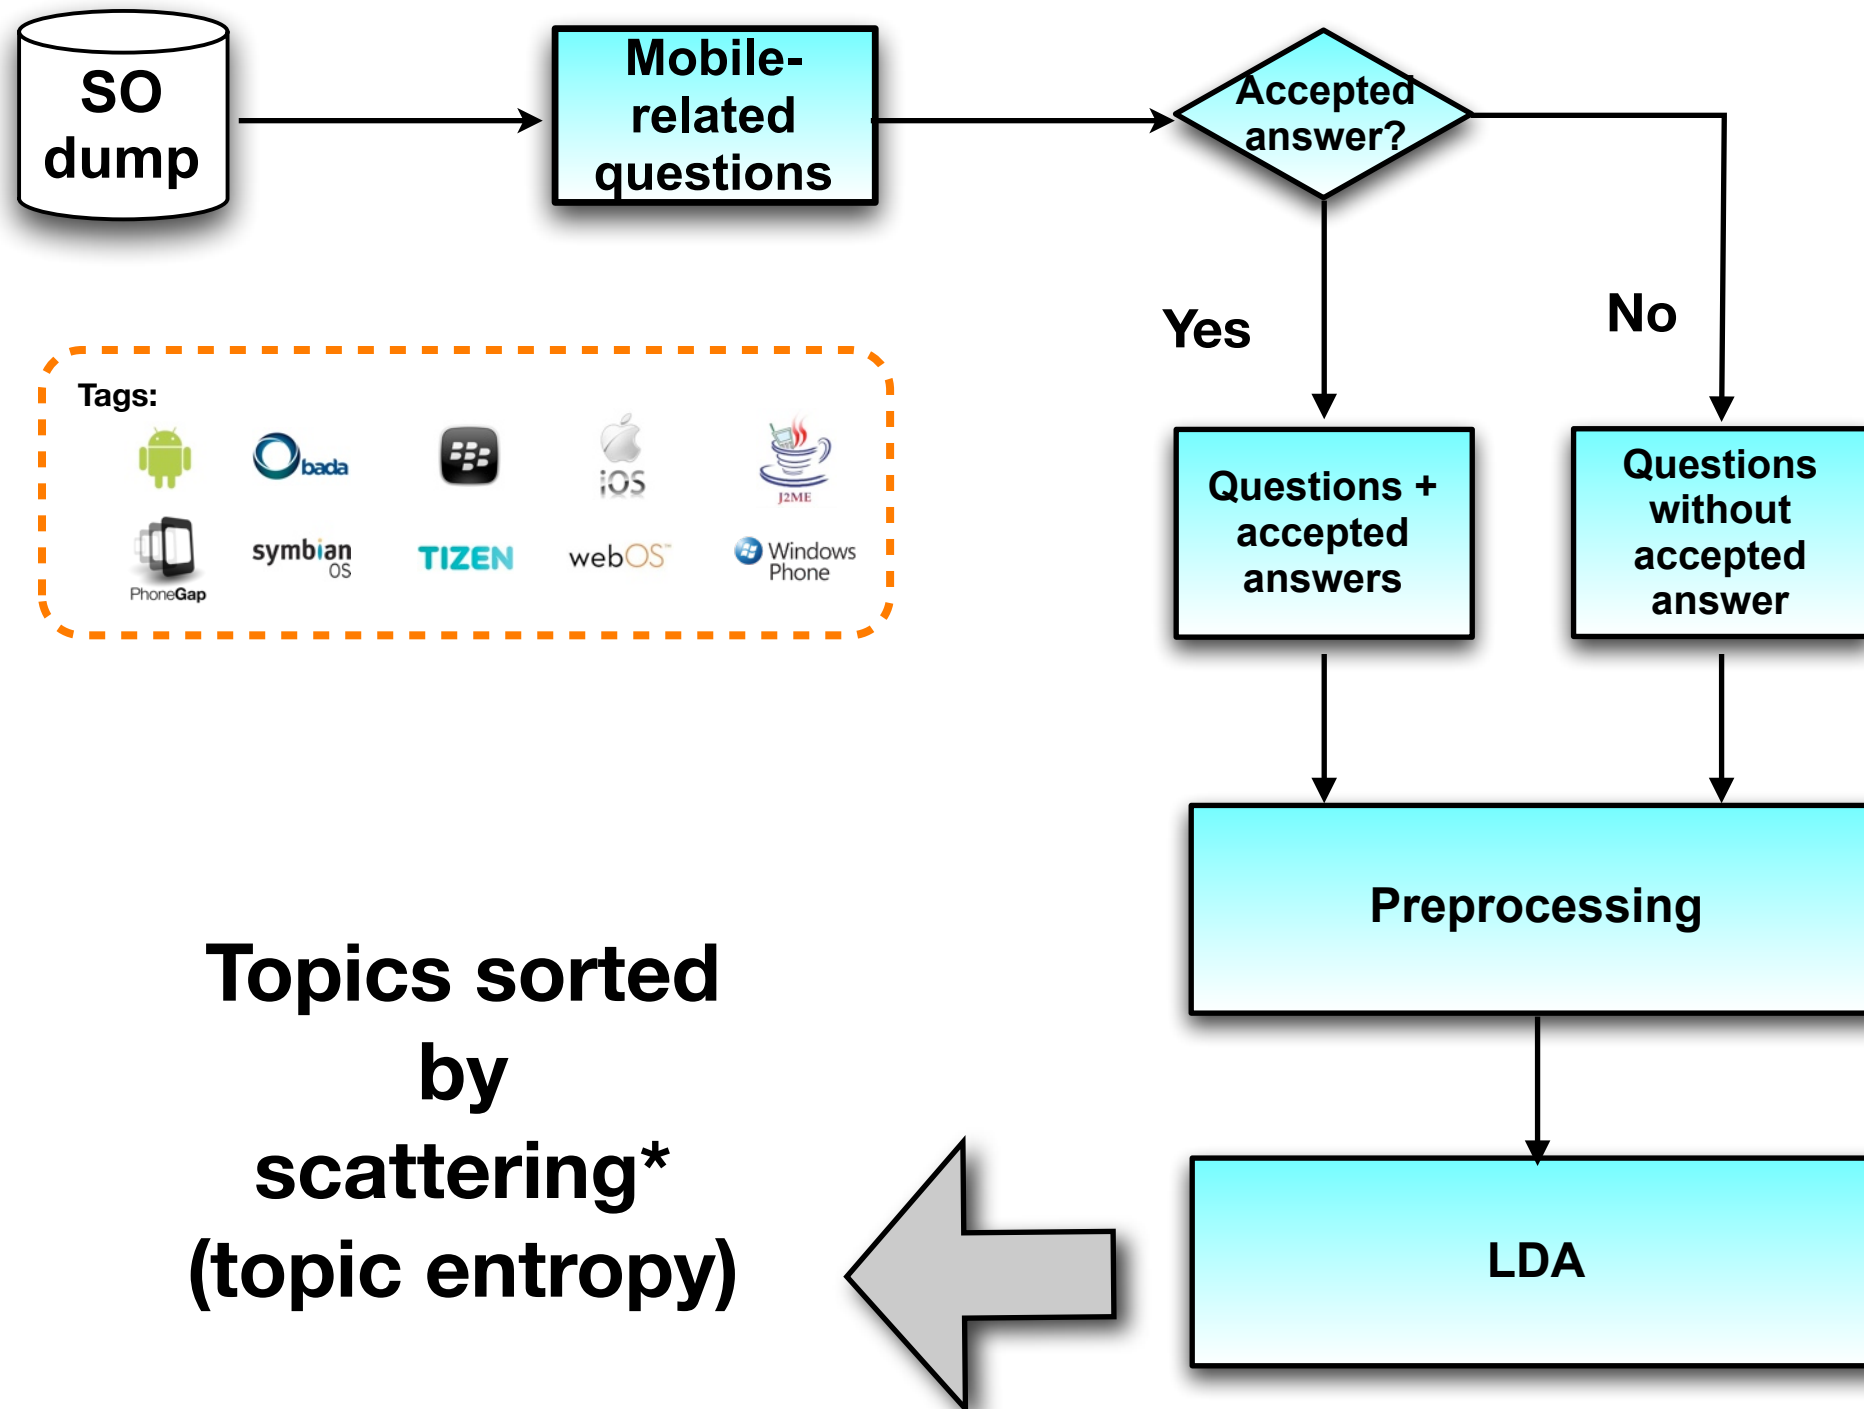 SO
dump
Mobile-
related
questions
Accepted
answer?
Yes
No
Tags:
bada
iOS
J2ME
PhoneGap
symbian
OS
TIZEN
webOS™
Windows
Phone
Questions +
accepted
answers
Questions
without
accepted
answer
Preprocessing
Topics sorted
by
scattering*
(topic entropy)
LDA